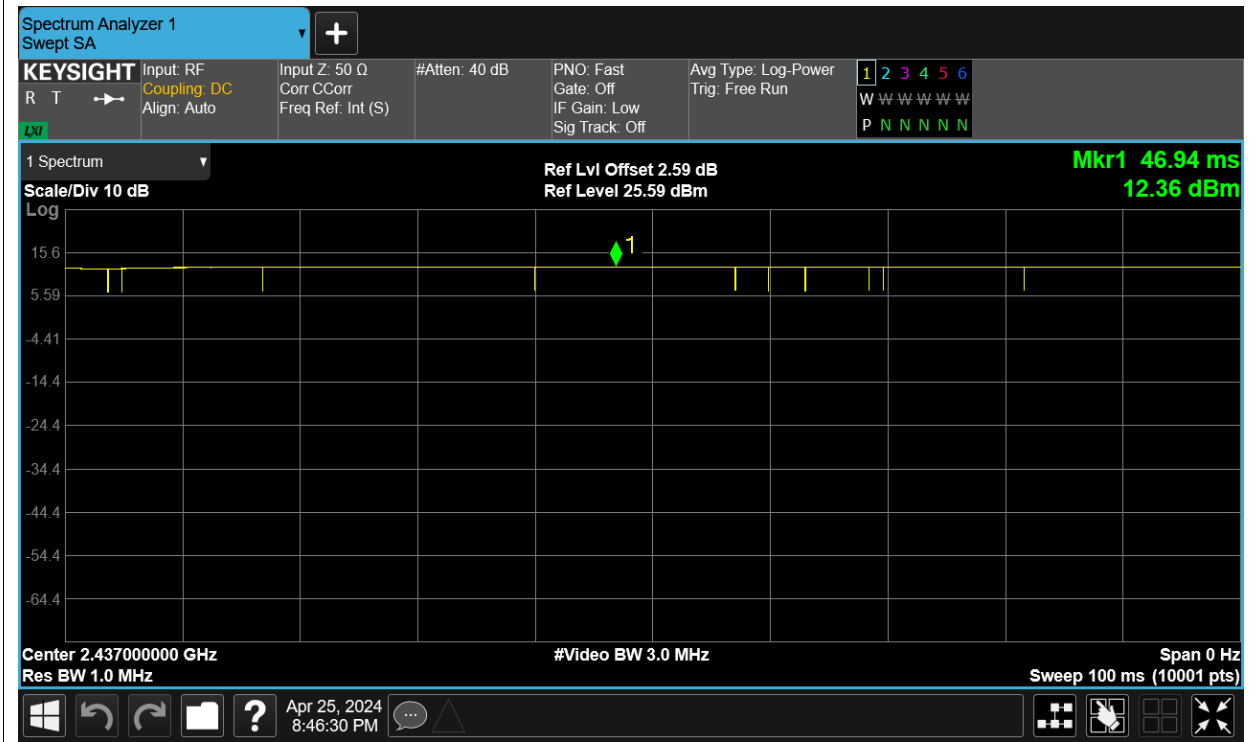 Spectrum Analyzer 1
Swept SA
KEYSIGHT
R T
LXI
Input: RF
Coupling: DC
Align: Auto
Input Z: 50 Ω
Corr CCorr
Freq Ref: Int (S)
#Atten: 40 dB
PNO: Fast
Gate: Off
IF Gain: Low
Sig Track: Off
Avg Type: Log-Power
Trig: Free Run
1 2 3 4 5 6
W W W W W W
P N N N N N
1 Spectrum
Scale/Div 10 dB
Log
Ref Lvl Offset 2.59 dB
Ref Level 25.59 dBm
Mkr1 46.94 ms
12.36 dBm
1
15.6
5.59
-4.41
-14.4
-24.4
-34.4
-44.4
-54.4
-64.4
Center 2.437000000 GHz
Res BW 1.0 MHz
#Video BW 3.0 MHz
Span 0 Hz
Sweep 100 ms (10001 pts)
?
Apr 25, 2024
8:46:30 PM